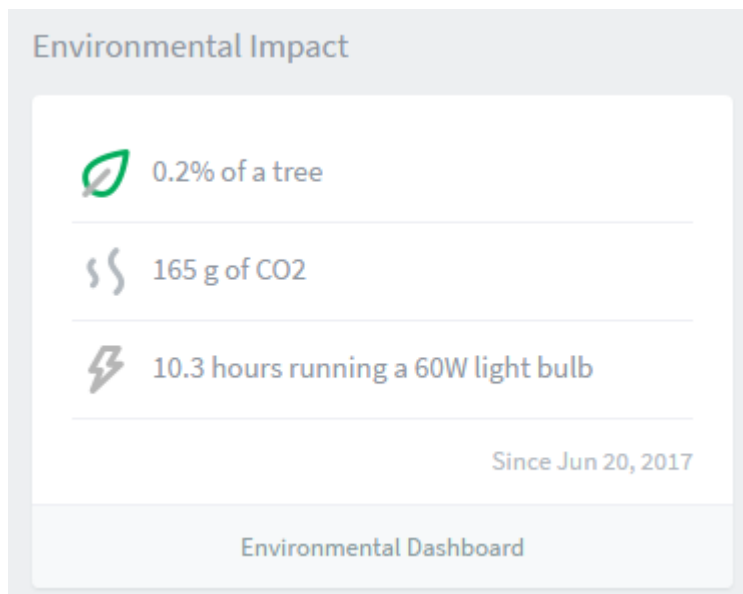 Environmental Impact
0.2% of a tree
165 g of CO2
10.3 hours running a 60W light bulb
Since Jun 20, 2017
Environmental Dashboard